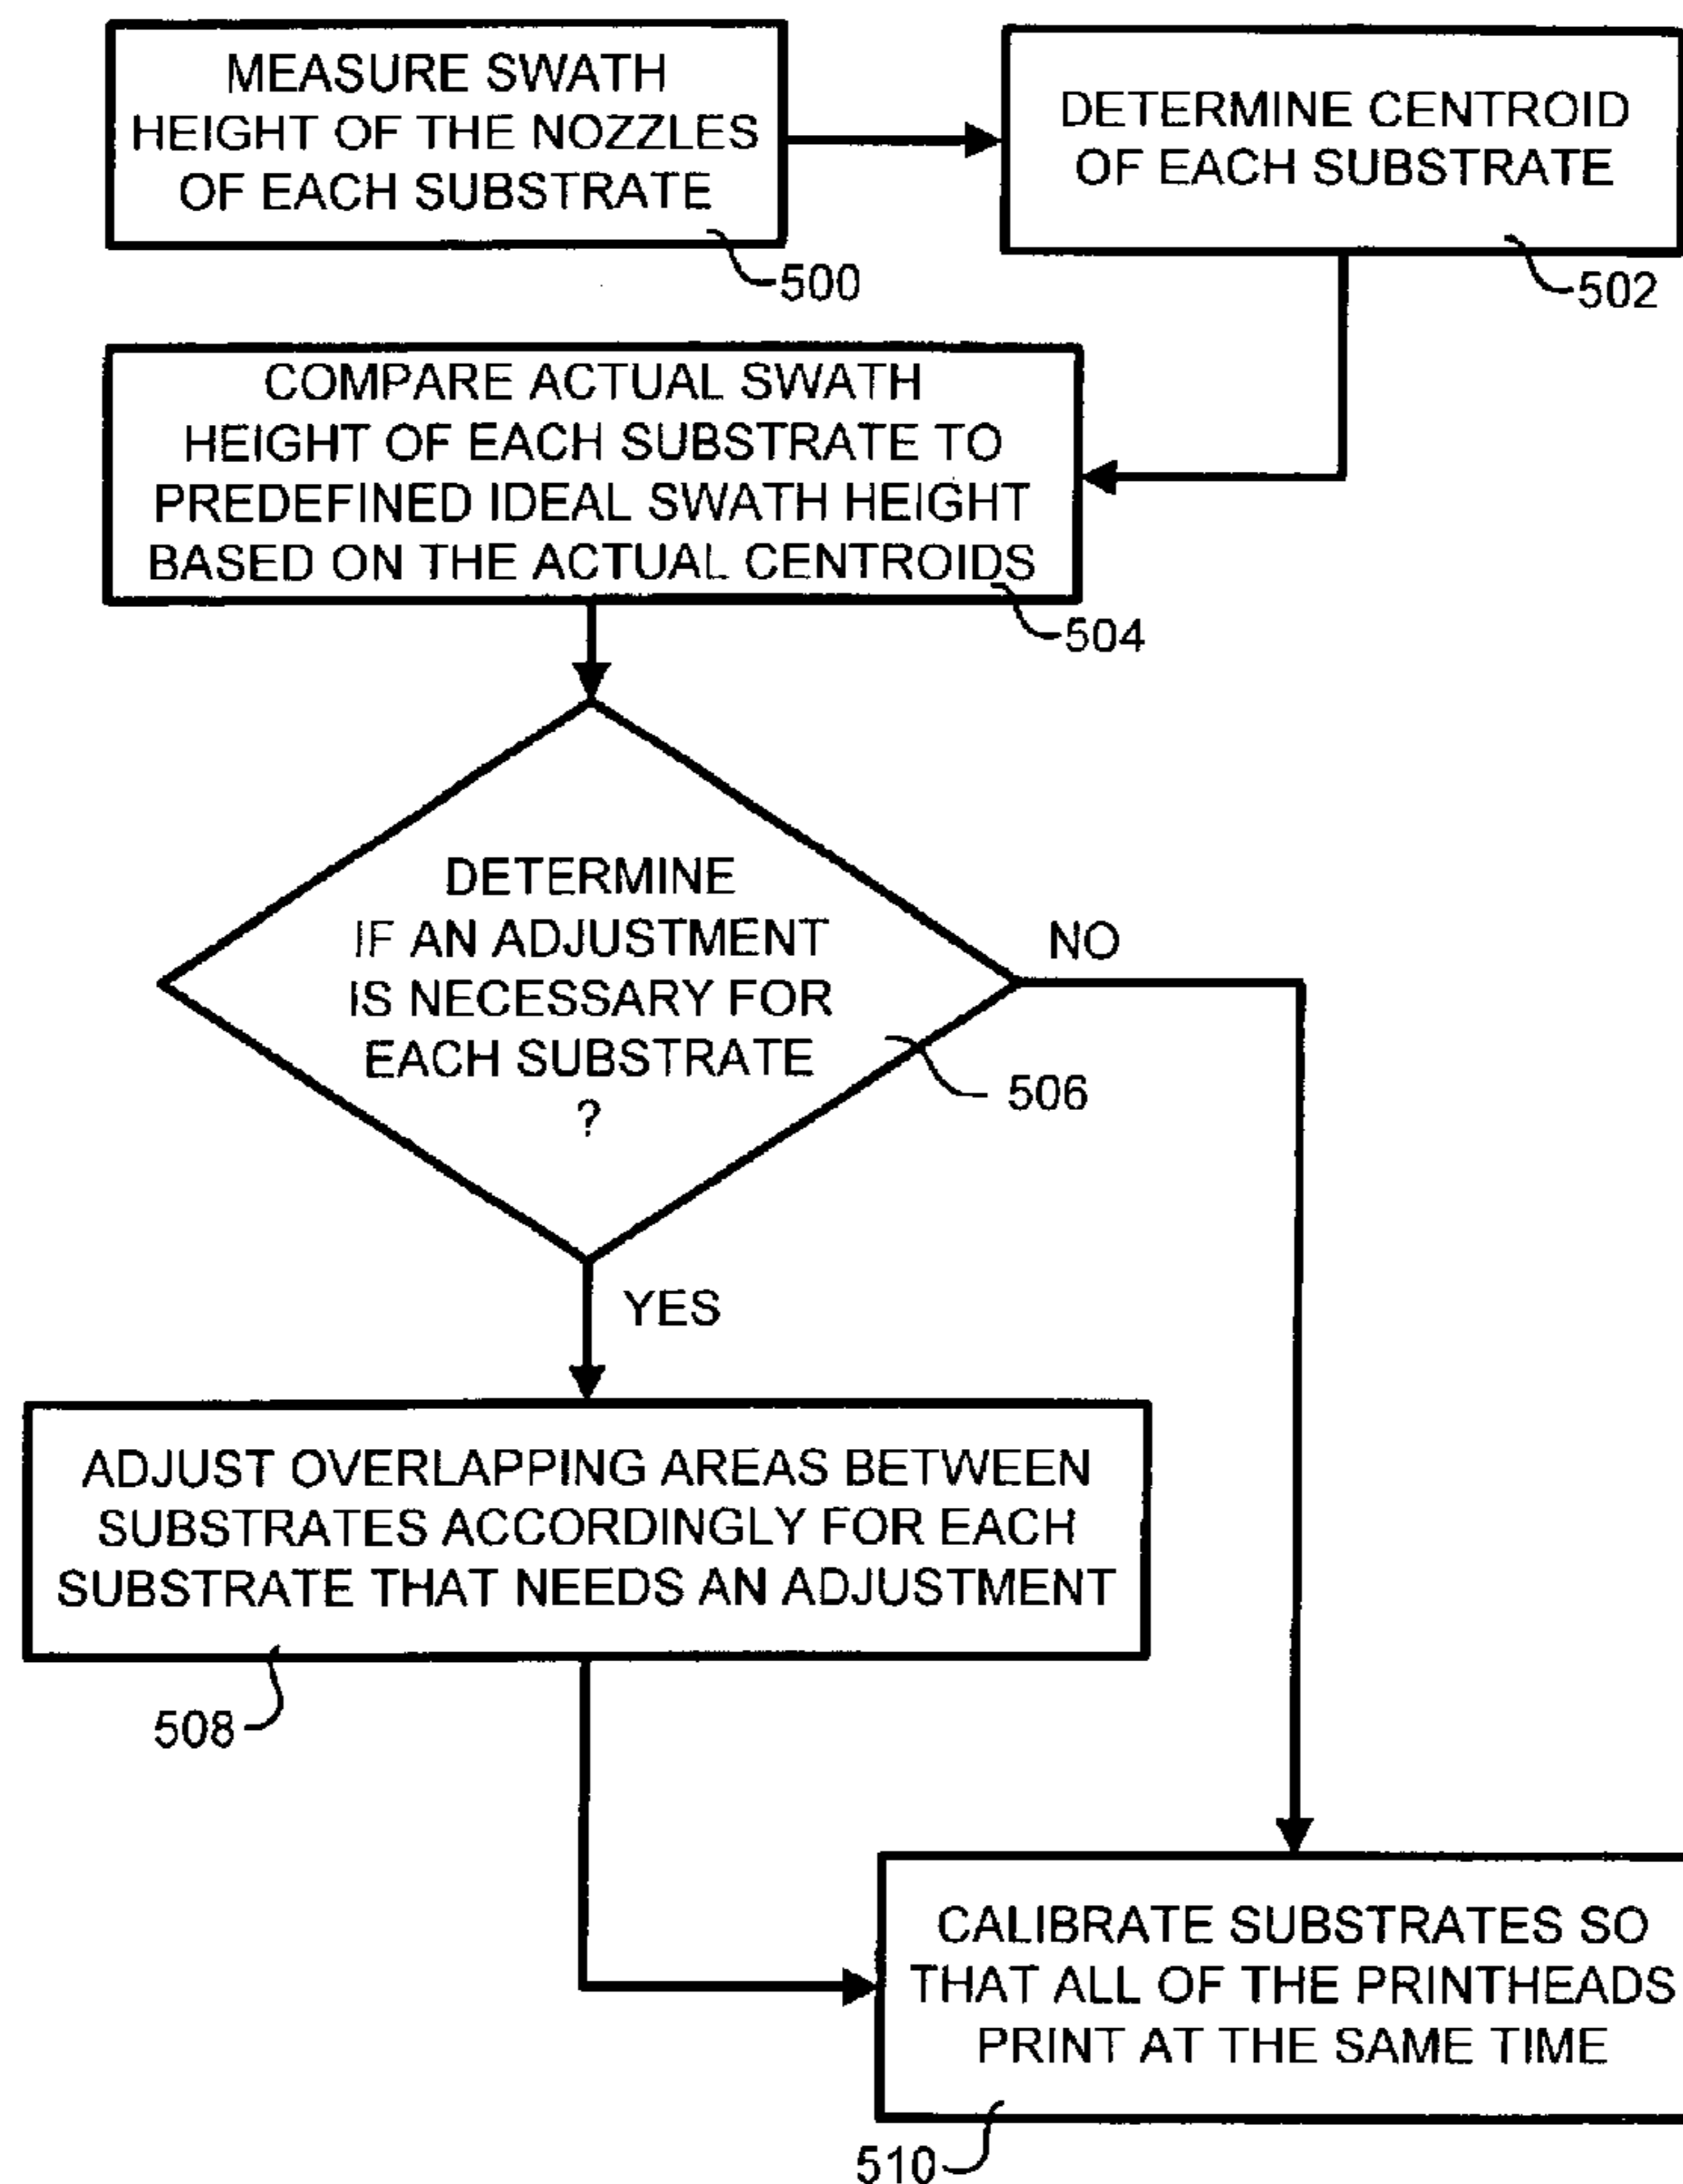 MEASURE SWATH
HEIGHT OF THE NOZZLES
OF EACH SUBSTRATE
500
DETERMINE CENTROID
OF EACH SUBSTRATE
502
COMPARE ACTUAL SWATH
HEIGHT OF EACH SUBSTRATE TO
PREDEFINED IDEAL SWATH HEIGHT
BASED ON THE ACTUAL CENTROIDS
504
DETERMINE
IF AN ADJUSTMENT
IS NECESSARY FOR
EACH SUBSTRATE
?
506
NO
YES
ADJUST OVERLAPPING AREAS BETWEEN
SUBSTRATES ACCORDINGLY FOR EACH
SUBSTRATE THAT NEEDS AN ADJUSTMENT
508
CALIBRATE SUBSTRATES SO
THAT ALL OF THE PRINTHEADS
PRINT AT THE SAME TIME
510